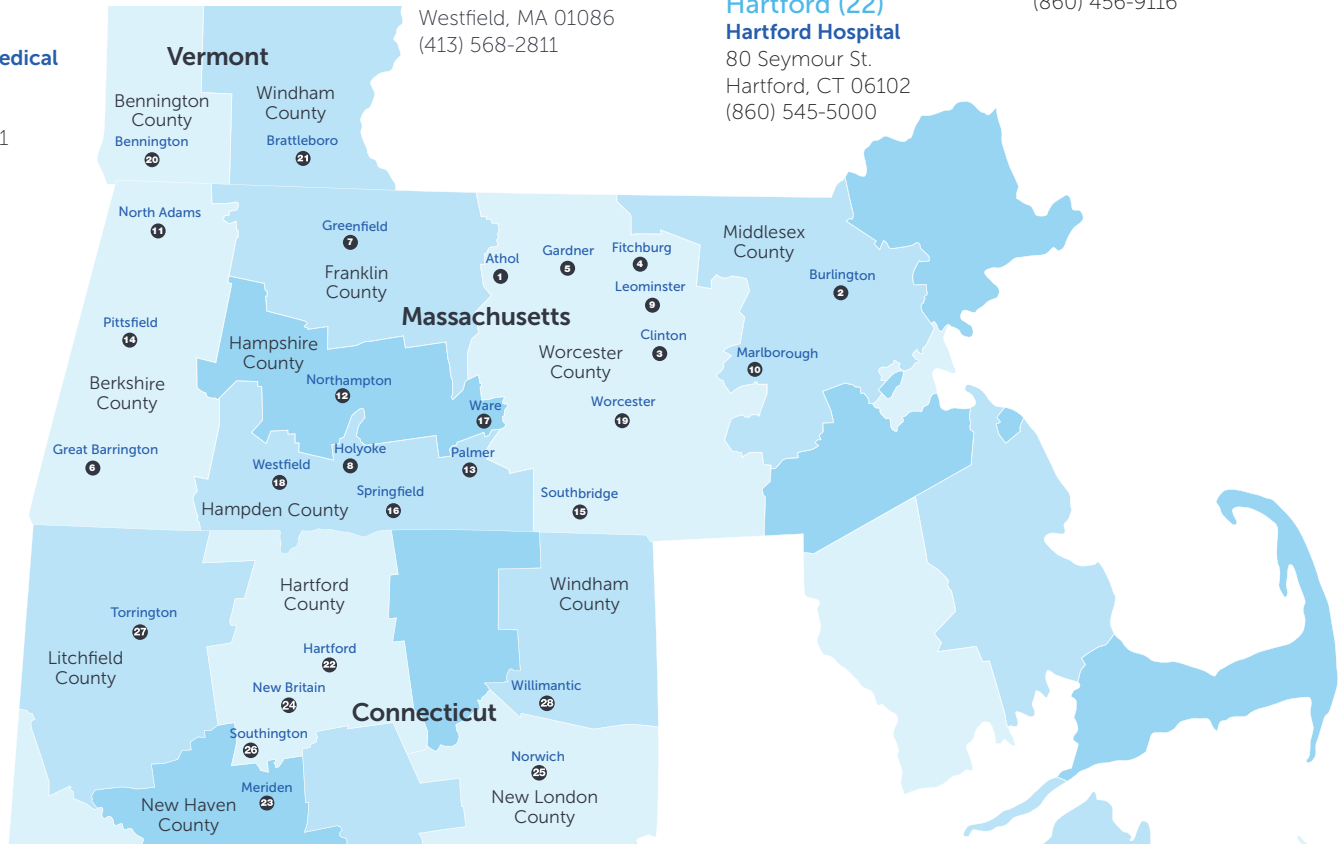 edical
1
Westfield, MA 01086
(413) 568-2811
Hartford (22)
Hartford Hospital
80 Seymour St.
Hartford, CT 06102
(860) 545-5000
(860) 456-9116
Vermont
Bennington
County
Bennington
20
Windham
County
Brattleboro
21
North Adams
11
Greenfield
7
Franklin
County
Athol
1
Gardner
5
Fitchburg
4
Leominster
9
Middlesex
County
Burlington
2
Massachusetts
Pittsfield
14
Hampshire
County
Clinton
3
Worcester
County
Marlborough
10
Berkshire
County
Northampton
12
Ware
17
Worcester
19
Great Barrington
6
Westfield
18
Holyoke
8
Palmer
13
Springfield
16
Southbridge
15
Hampden County
Hartford
County
Windham
County
Torrington
27
Litchfield
County
Hartford
22
New Britain
24
Willimantic
28
Connecticut
Southington
26
Norwich
25
Meriden
23
New Haven
County
New London
County